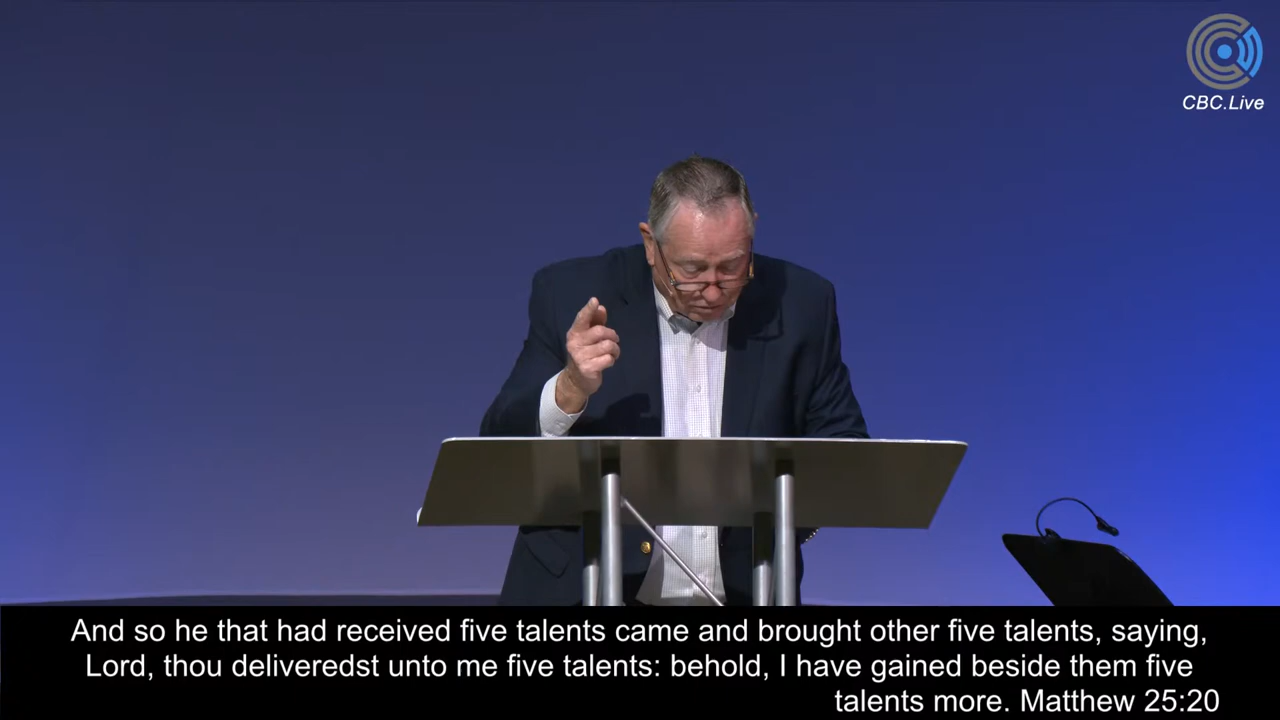 CBC.Live
And so he that had received five talents came and brought other five talents, saying,
Lord, thou deliveredst unto me five talents: behold, I have gained beside them five
talents more. Matthew 25:20